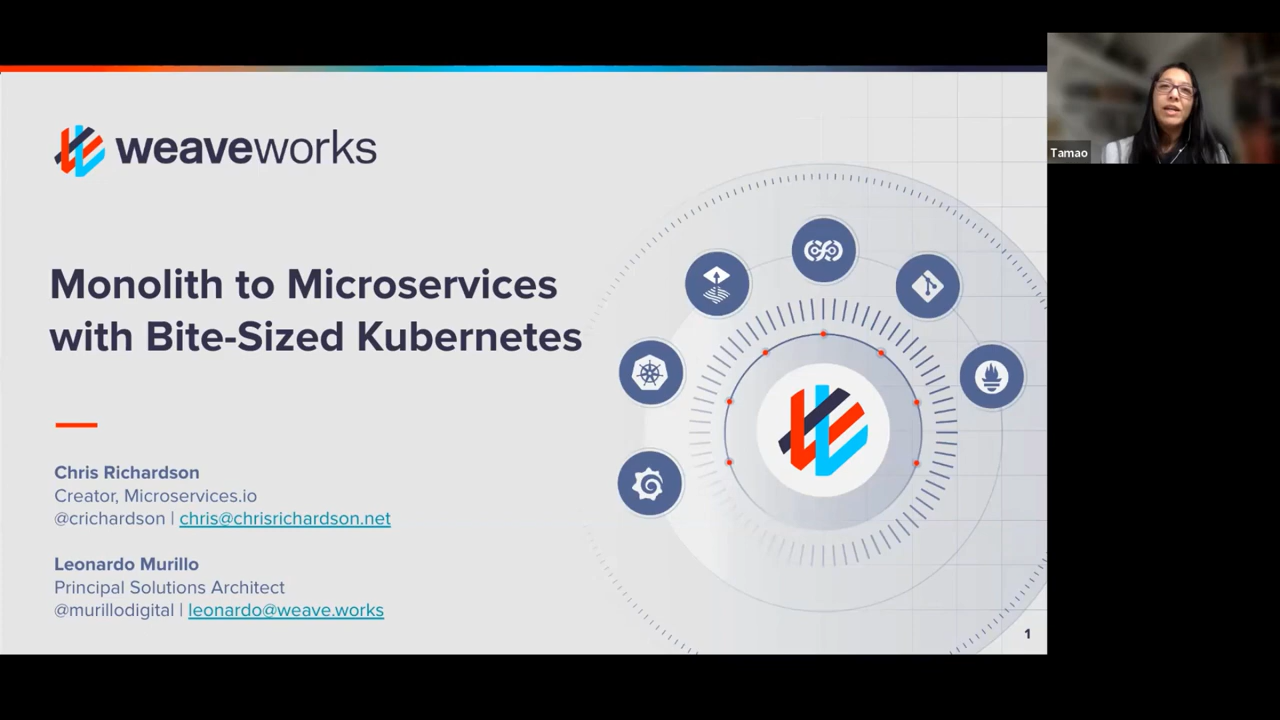 weaveworks
Monolith to Microservices
with Bite-Sized Kubernetes
Chris Richardson
Creator, Microservices.io
@crichardson | chris@chrisrichardson.net
Leonardo Murillo
Principal Solutions Architect
@murillodigital | leonardo@weave.works
1
Tamao